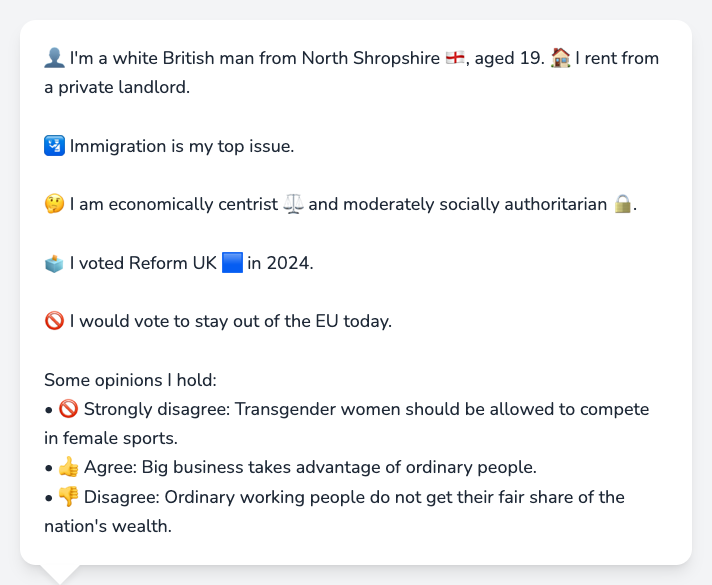 👤 I'm a white British man from North Shropshire 🏴󠁧󠁢󠁥󠁮󠁧󠁿, aged 19. 🏠 I rent from
a private landlord.
🛂 Immigration is my top issue.
🤔 I am economically centrist ⚖️ and moderately socially authoritarian 🔒.
🗳️ I voted Reform UK 🟦 in 2024.
🚫 I would vote to stay out of the EU today.
Some opinions I hold:
• 🚫 Strongly disagree: Transgender women should be allowed to compete
in female sports.
• 👍 Agree: Big business takes advantage of ordinary people.
• 👎 Disagree: Ordinary working people do not get their fair share of the
nation's wealth.